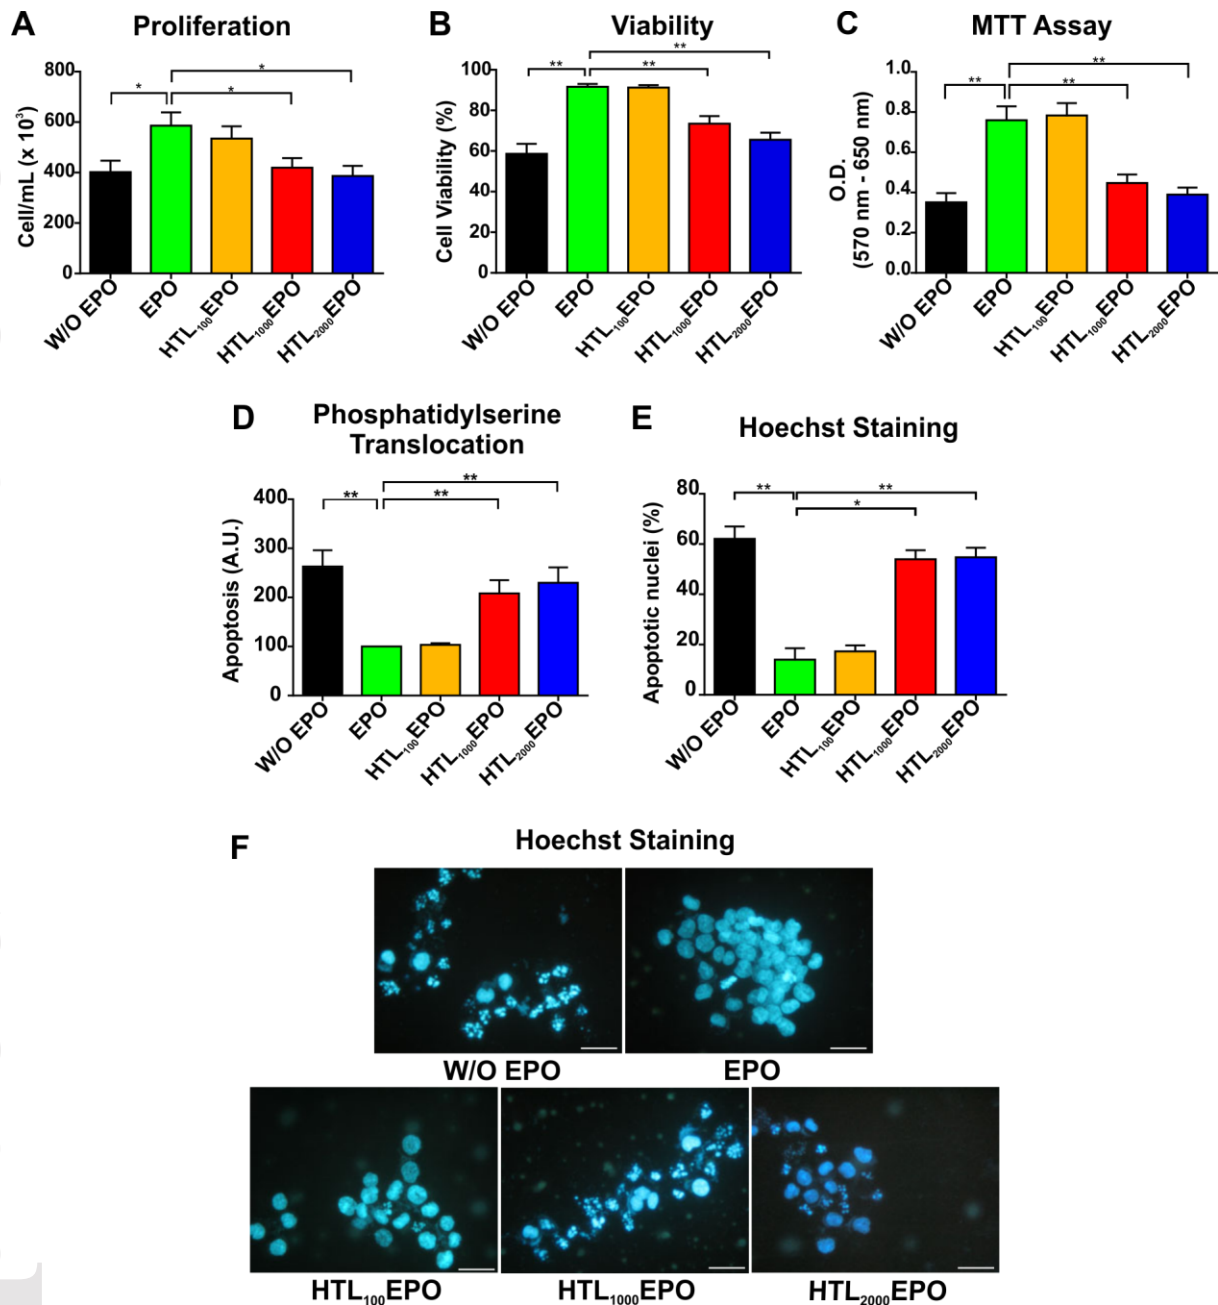 A Proliferation
Cell/mL (x 10³)
800
600
400
200
0
* * *
W/O EPO
EPO
HTL₁₀₀EPO
HTL₁₀₀₀EPO
HTL₂₀₀₀EPO
B Viability
Cell Viability (%)
100
80
60
40
20
0
** ** **
W/O EPO
EPO
HTL₁₀₀EPO
HTL₁₀₀₀EPO
HTL₂₀₀₀EPO
C MTT Assay
O.D.
(570 nm - 650 nm)
1.0
0.8
0.6
0.4
0.2
0.0
** ** **
W/O EPO
EPO
HTL₁₀₀EPO
HTL₁₀₀₀EPO
HTL₂₀₀₀EPO
D Phosphatidylserine
Translocation
Apoptosis (A.U.)
400
300
200
100
0
** ** **
W/O EPO
EPO
HTL₁₀₀EPO
HTL₁₀₀₀EPO
HTL₂₀₀₀EPO
E Hoechst Staining
Apoptotic nuclei (%)
80
60
40
20
0
** ** *
W/O EPO
EPO
HTL₁₀₀EPO
HTL₁₀₀₀EPO
HTL₂₀₀₀EPO
F Hoechst Staining
W/O EPO EPO
HTL₁₀₀EPO HTL₁₀₀₀EPO HTL₂₀₀₀EPO